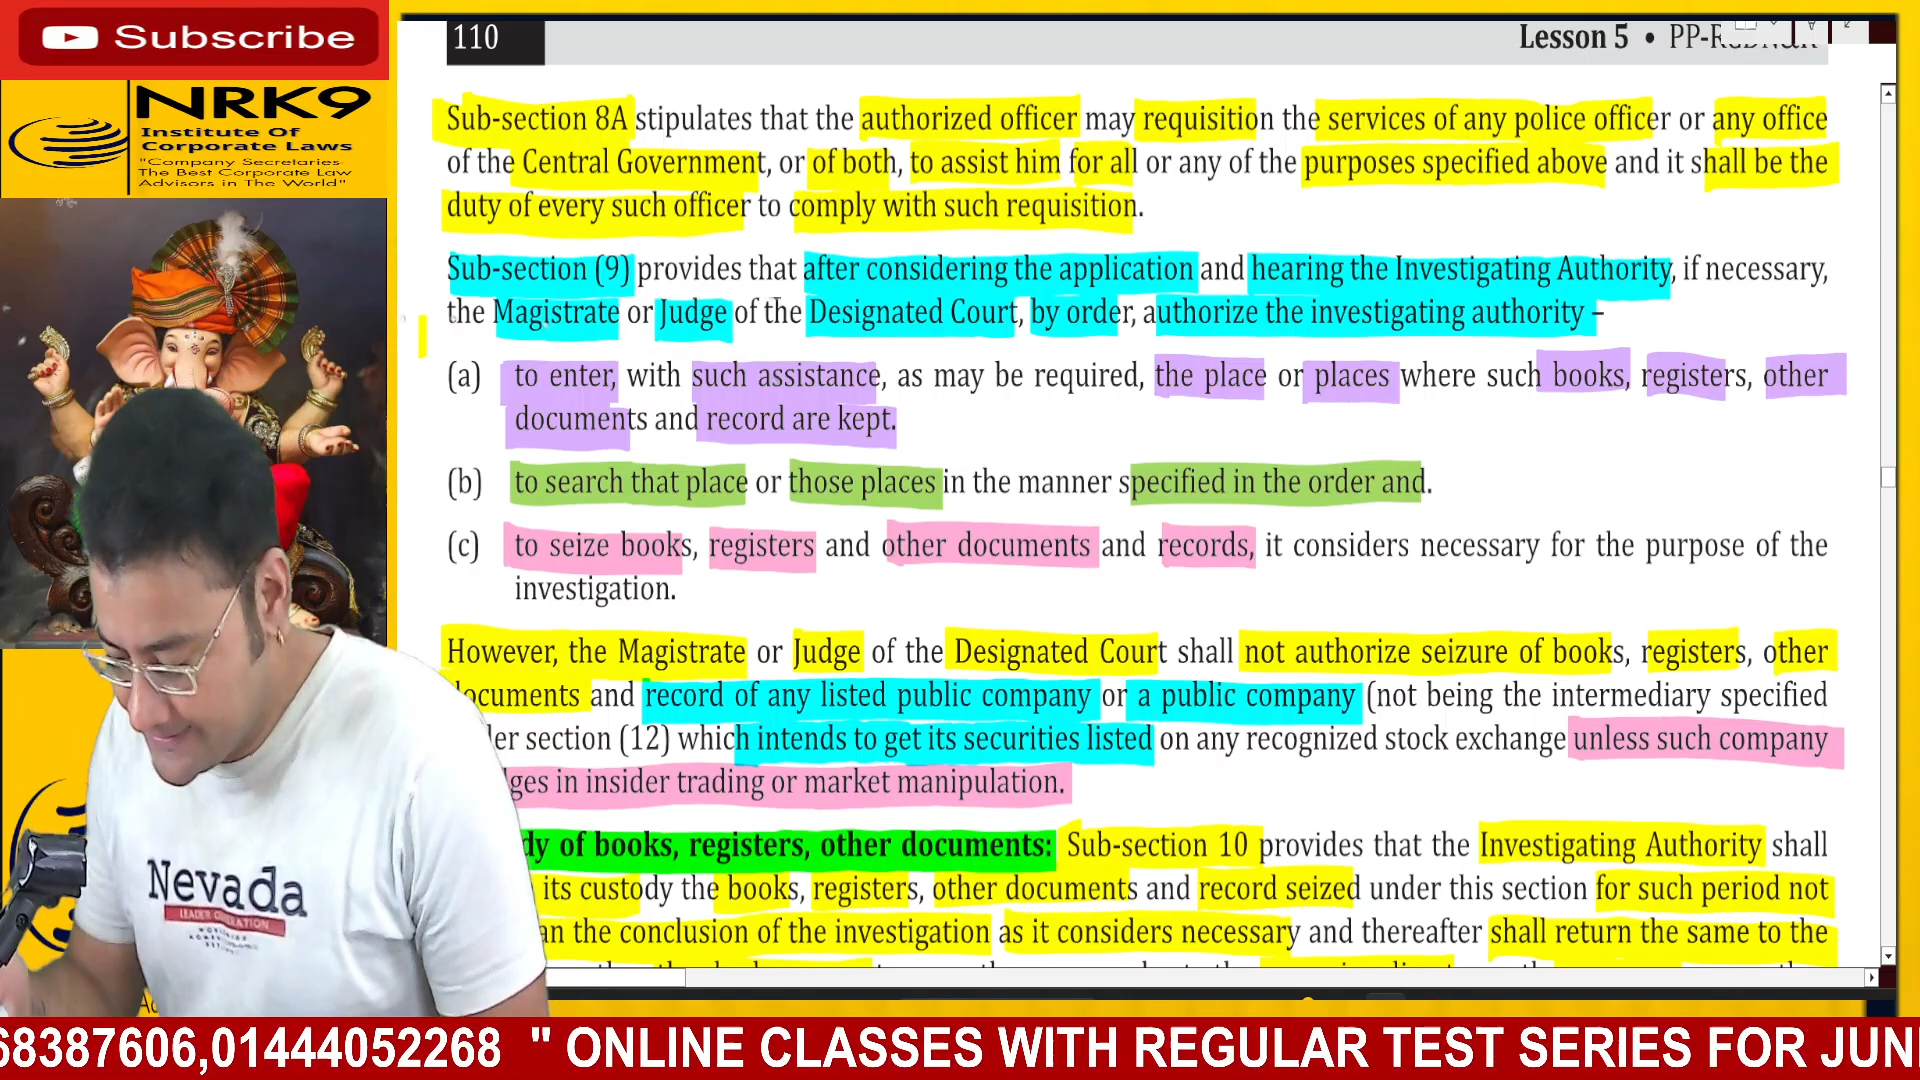 Subscribe
NRK9
Institute Of
Corporate Laws
"Company Secretaries-
The Best Corporate Law
Advisors in The World"
110
Lesson 5 • PP-
Sub-section 8A stipulates that the authorized officer may requisition the services of any police officer or any office
of the Central Government, or of both, to assist him for all or any of the purposes specified above and it shall be the
duty of every such officer to comply with such requisition.
Sub-section (9) provides that after considering the application and hearing the Investigating Authority, if necessary,
the Magistrate or Judge of the Designated Court, by order, authorize the investigating authority –
(a) to enter, with such assistance, as may be required, the place or places where such books, registers, other
documents and record are kept.
(b) to search that place or those places in the manner specified in the order and.
(c) to seize books, registers and other documents and records, it considers necessary for the purpose of the
investigation.
However, the Magistrate or Judge of the Designated Court shall not authorize seizure of books, registers, other
documents and record of any listed public company or a public company (not being the intermediary specified
section (12) which intends to get its securities listed on any recognized stock exchange unless such company
in insider trading or market manipulation.
of books, registers, other documents: Sub-section 10 provides that the Investigating Authority shall
its custody the books, registers, other documents and record seized under this section for such period not
the conclusion of the investigation as it considers necessary and thereafter shall return the same to the
Nevada
LEADER GENERATION
68387606,01444052268 " ONLINE CLASSES WITH REGULAR TEST SERIES FOR JUN